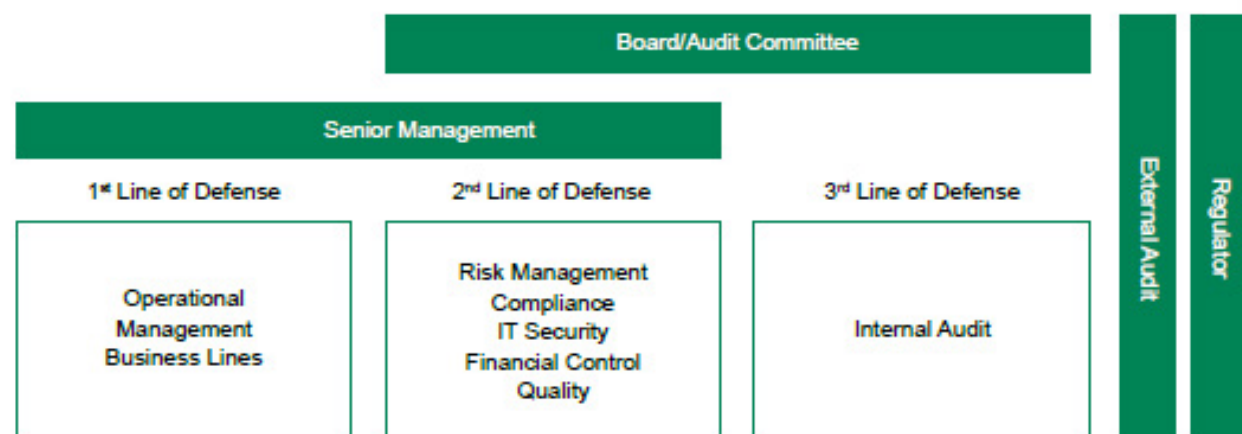 Board/Audit Committee
Senior Management
1st Line of Defense
2nd Line of Defense
3rd Line of Defense
Operational
Management
Business Lines
Risk Management
Compliance
IT Security
Financial Control
Quality
Internal Audit
External Audit
Regulator